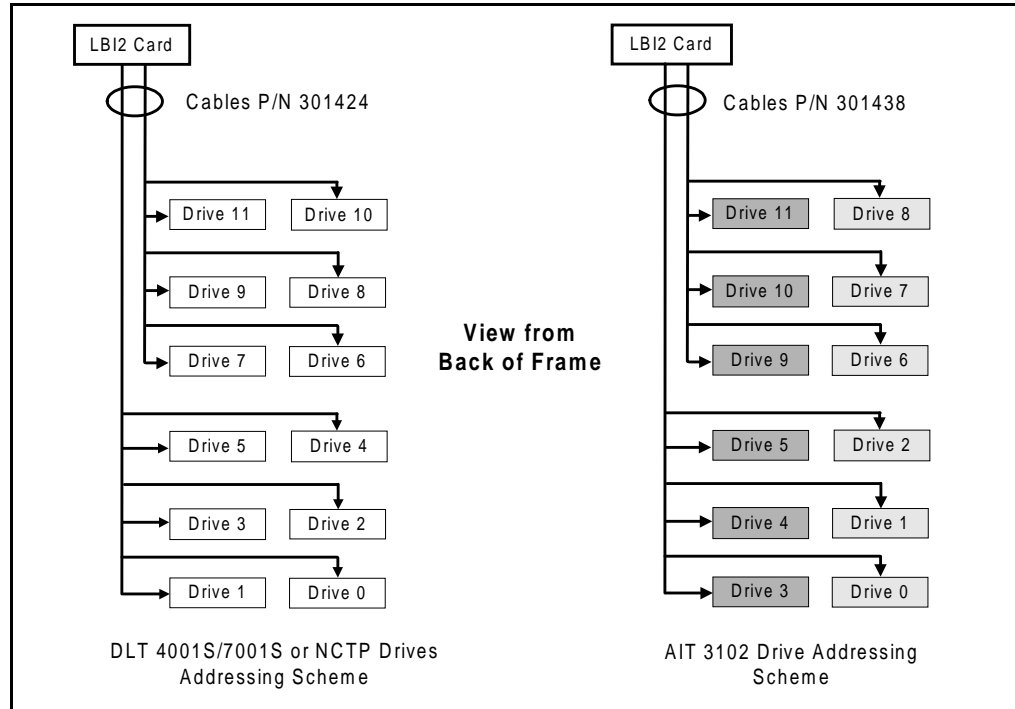 LBI2 Card
Cables P/N 301424
Drive 11 Drive 10
Drive 9 Drive 8
Drive 7 Drive 6
Drive 5 Drive 4
Drive 3 Drive 2
Drive 1 Drive 0
DLT 4001S/7001S or NCTP Drives
Addressing Scheme
View from
Back of Frame
LBI2 Card
Cables P/N 301438
Drive 11 Drive 8
Drive 10 Drive 7
Drive 9 Drive 6
Drive 5 Drive 2
Drive 4 Drive 1
Drive 3 Drive 0
AIT 3102 Drive Addressing
Scheme